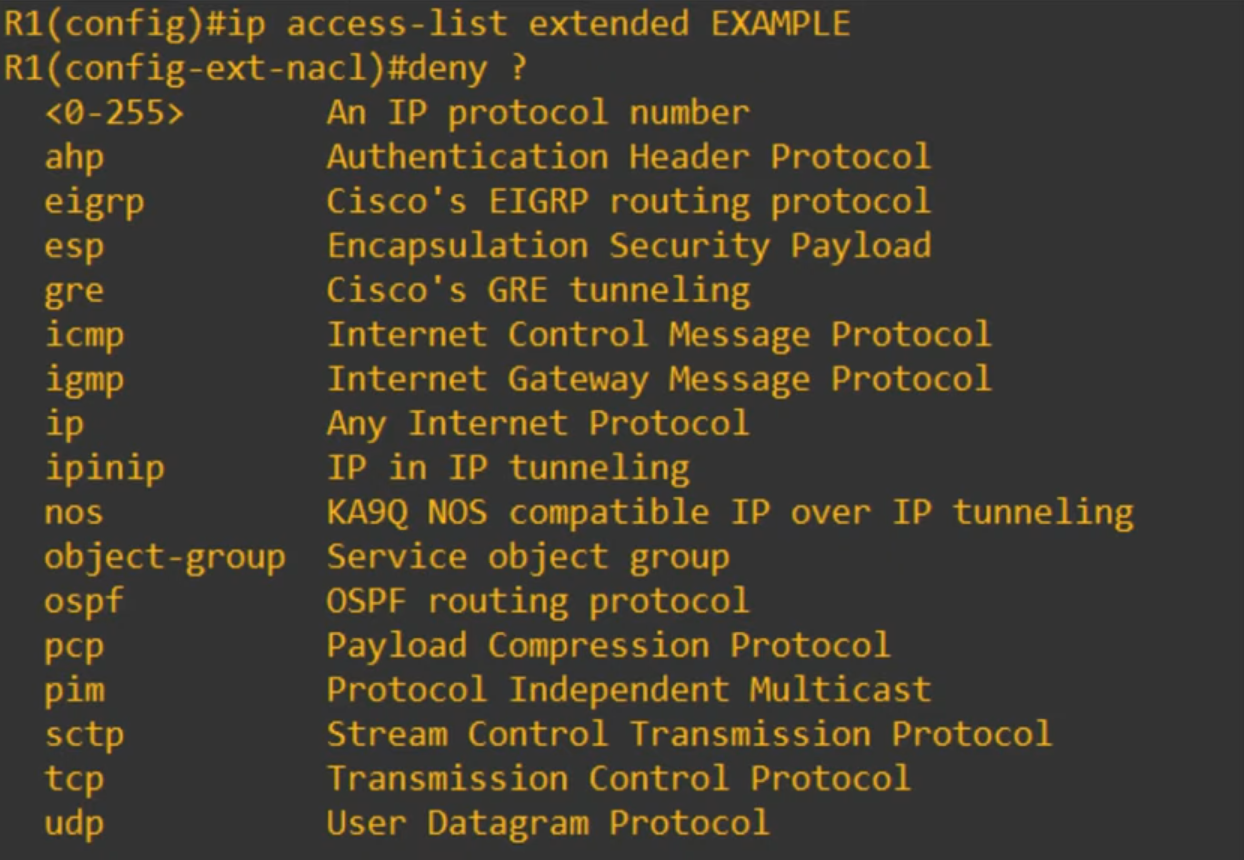 R1(config)#ip access-list extended EXAMPLE
R1(config-ext-nacl)#deny ?
<0-255> An IP protocol number
ahp Authentication Header Protocol
eigrp Cisco's EIGRP routing protocol
esp Encapsulation Security Payload
gre Cisco's GRE tunneling
icmp Internet Control Message Protocol
igmp Internet Gateway Message Protocol
ip Any Internet Protocol
ipinip IP in IP tunneling
nos KA9Q NOS compatible IP over IP tunneling
object-group Service object group
ospf OSPF routing protocol
pcp Payload Compression Protocol
pim Protocol Independent Multicast
sctp Stream Control Transmission Protocol
tcp Transmission Control Protocol
udp User Datagram Protocol